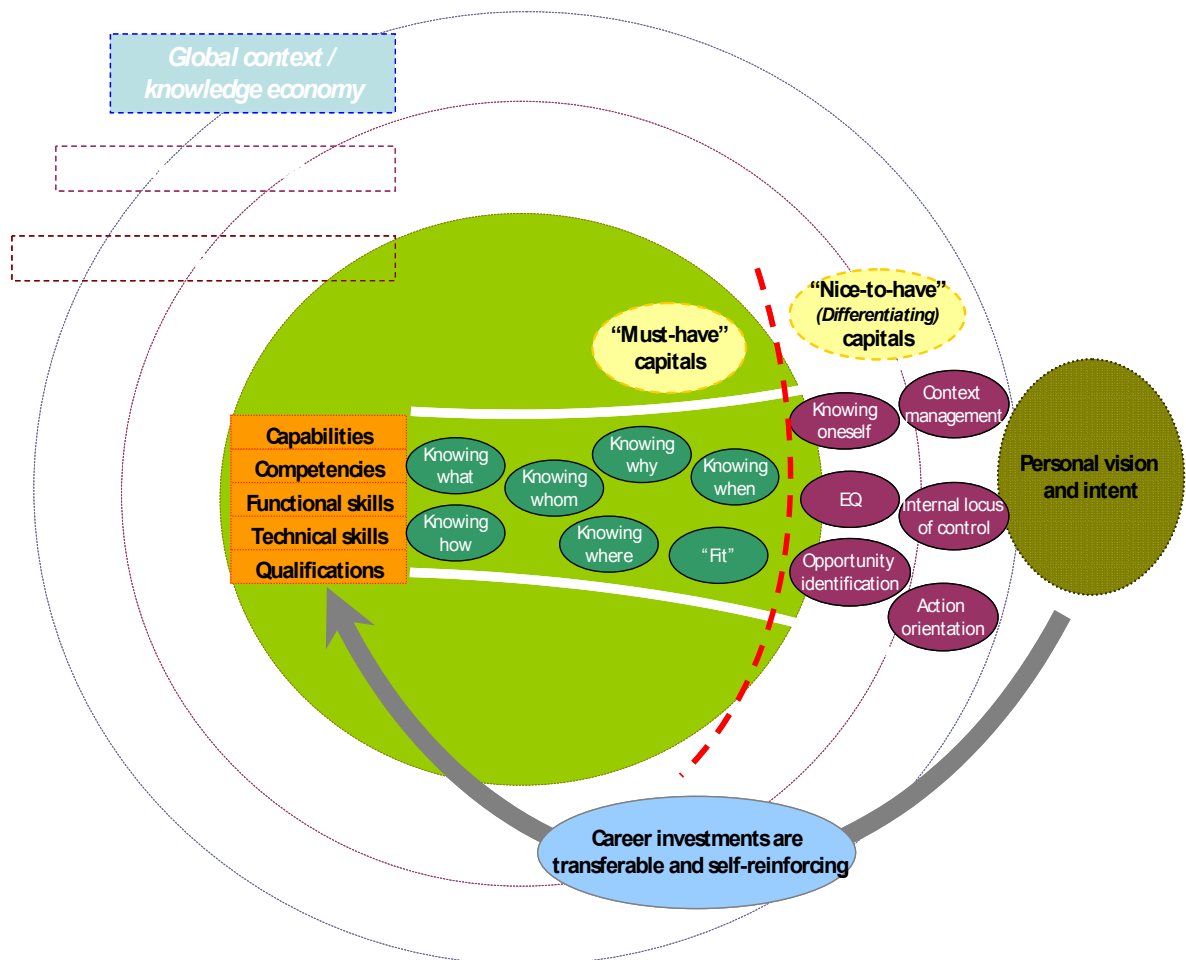 Global context /
knowledge economy
“Nice-to-have”
(Differentiating)
capitals
“Must-have”
capitals
Context
management
Knowing
oneself
Capabilities
Competencies
Functional skills
Technical skills
Qualifications
Knowing
what
Knowing
whom
Knowing
why
Knowing
when
Knowing
how
Knowing
where
“Fit”
EQ
Internal locus
of control
Opportunity
identification
Action
orientation
Personal vision
and intent
Career investments are
transferable and self-reinforcing